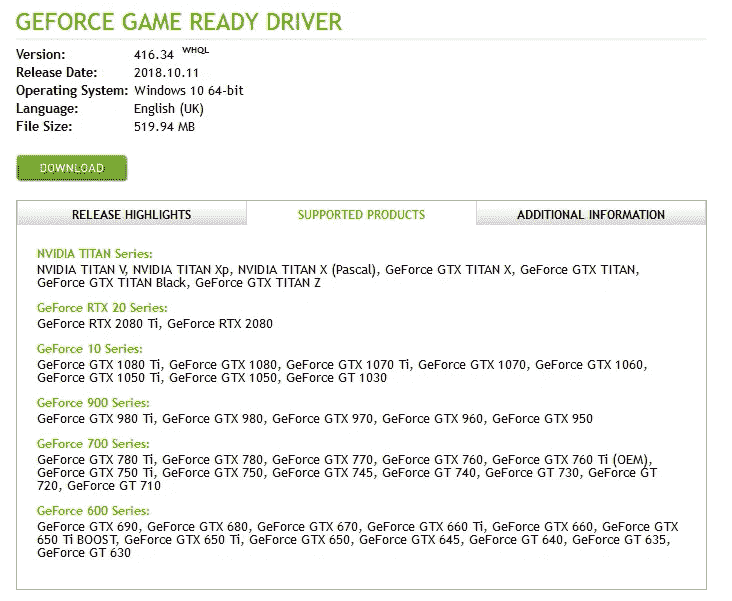 GEFORCE GAME READY DRIVER
Version: 416.34 WHQL
Release Date: 2018.10.11
Operating System: Windows 10 64-bit
Language: English (UK)
File Size: 519.94 MB
DOWNLOAD
RELEASE HIGHLIGHTS SUPPORTED PRODUCTS ADDITIONAL INFORMATION
NVIDIA TITAN Series:
NVIDIA TITAN V, NVIDIA TITAN Xp, NVIDIA TITAN X (Pascal), GeForce GTX TITAN X, GeForce GTX TITAN,
GeForce GTX TITAN Black, GeForce GTX TITAN Z
GeForce RTX 20 Series:
GeForce RTX 2080 Ti, GeForce RTX 2080
GeForce 10 Series:
GeForce GTX 1080 Ti, GeForce GTX 1080, GeForce GTX 1070 Ti, GeForce GTX 1070, GeForce GTX 1060,
GeForce GTX 1050 Ti, GeForce GTX 1050, GeForce GT 1030
GeForce 900 Series:
GeForce GTX 980 Ti, GeForce GTX 980, GeForce GTX 970, GeForce GTX 960, GeForce GTX 950
GeForce 700 Series:
GeForce GTX 780 Ti, GeForce GTX 780, GeForce GTX 770, GeForce GTX 760, GeForce GTX 760 Ti (OEM),
GeForce GTX 750 Ti, GeForce GTX 750, GeForce GTX 745, GeForce GT 740, GeForce GT 730, GeForce GT
720, GeForce GT 710
GeForce 600 Series:
GeForce GTX 690, GeForce GTX 680, GeForce GTX 670, GeForce GTX 660 Ti, GeForce GTX 660, GeForce GTX
650 Ti BOOST, GeForce GTX 650 Ti, GeForce GTX 650, GeForce GTX 645, GeForce GT 640, GeForce GT 635,
GeForce GT 630